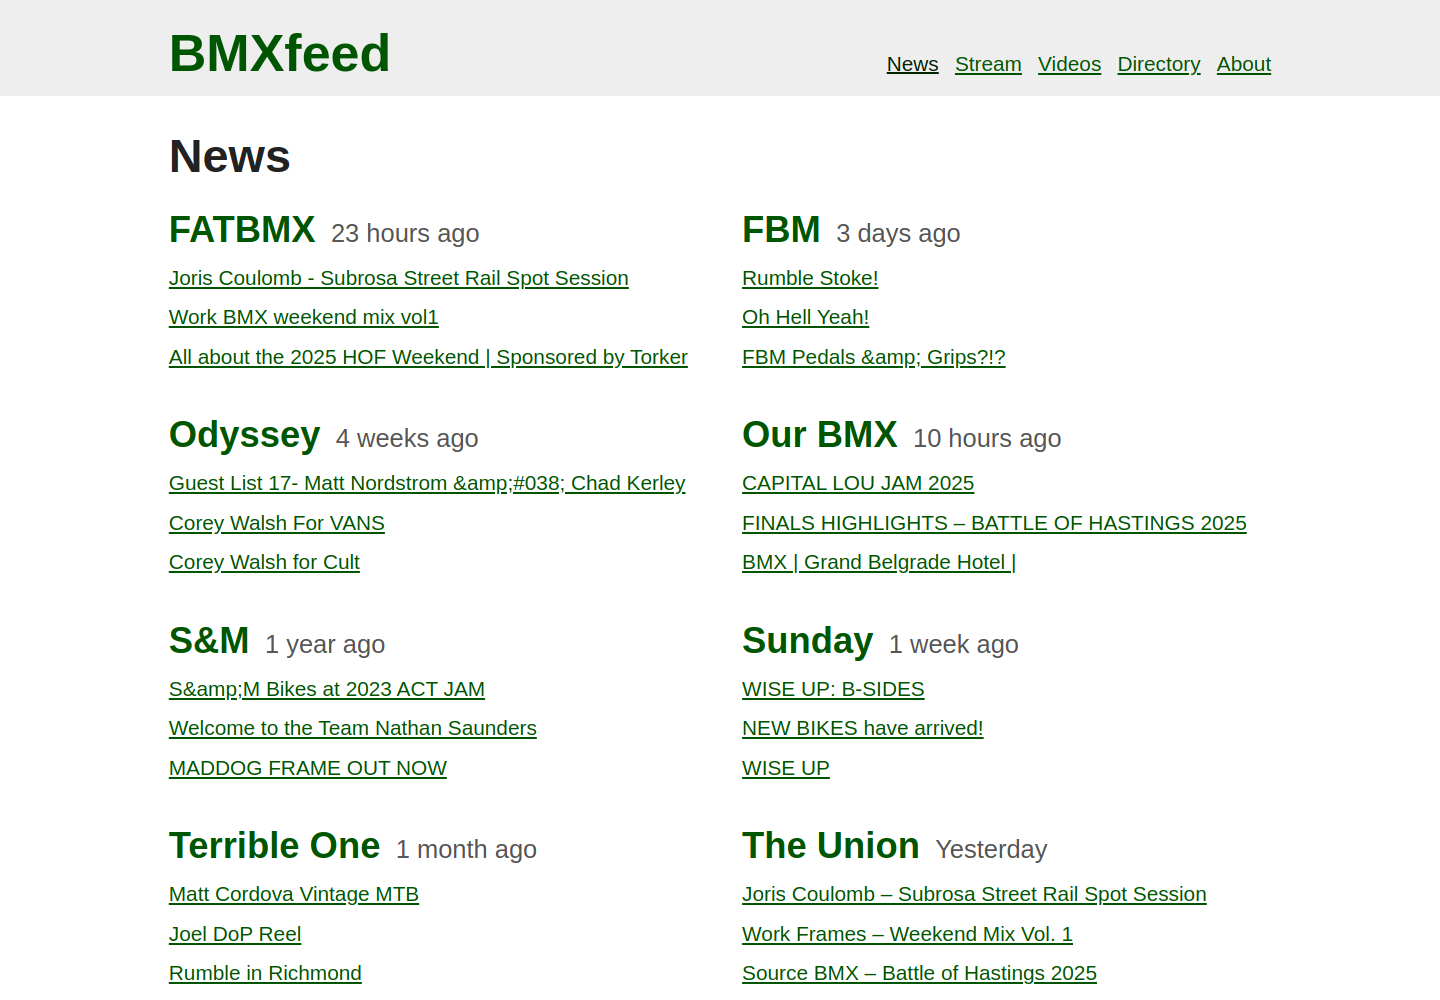 BMXfeed
News Stream Videos Directory About
News
FATBMX 23 hours ago
Joris Coulomb - Subrosa Street Rail Spot Session
Work BMX weekend mix vol1
All about the 2025 HOF Weekend | Sponsored by Torker
FBM 3 days ago
Rumble Stoke!
Oh Hell Yeah!
FBM Pedals &amp; Grips?!?
Odyssey 4 weeks ago
Guest List 17- Matt Nordstrom &amp;#038; Chad Kerley
Corey Walsh For VANS
Corey Walsh for Cult
Our BMX 10 hours ago
CAPITAL LOU JAM 2025
FINALS HIGHLIGHTS – BATTLE OF HASTINGS 2025
BMX | Grand Belgrade Hotel |
S&M 1 year ago
S&amp;M Bikes at 2023 ACT JAM
Welcome to the Team Nathan Saunders
MADDOG FRAME OUT NOW
Sunday 1 week ago
WISE UP: B-SIDES
NEW BIKES have arrived!
WISE UP
Terrible One 1 month ago
Matt Cordova Vintage MTB
Joel DoP Reel
Rumble in Richmond
The Union Yesterday
Joris Coulomb – Subrosa Street Rail Spot Session
Work Frames – Weekend Mix Vol. 1
Source BMX – Battle of Hastings 2025